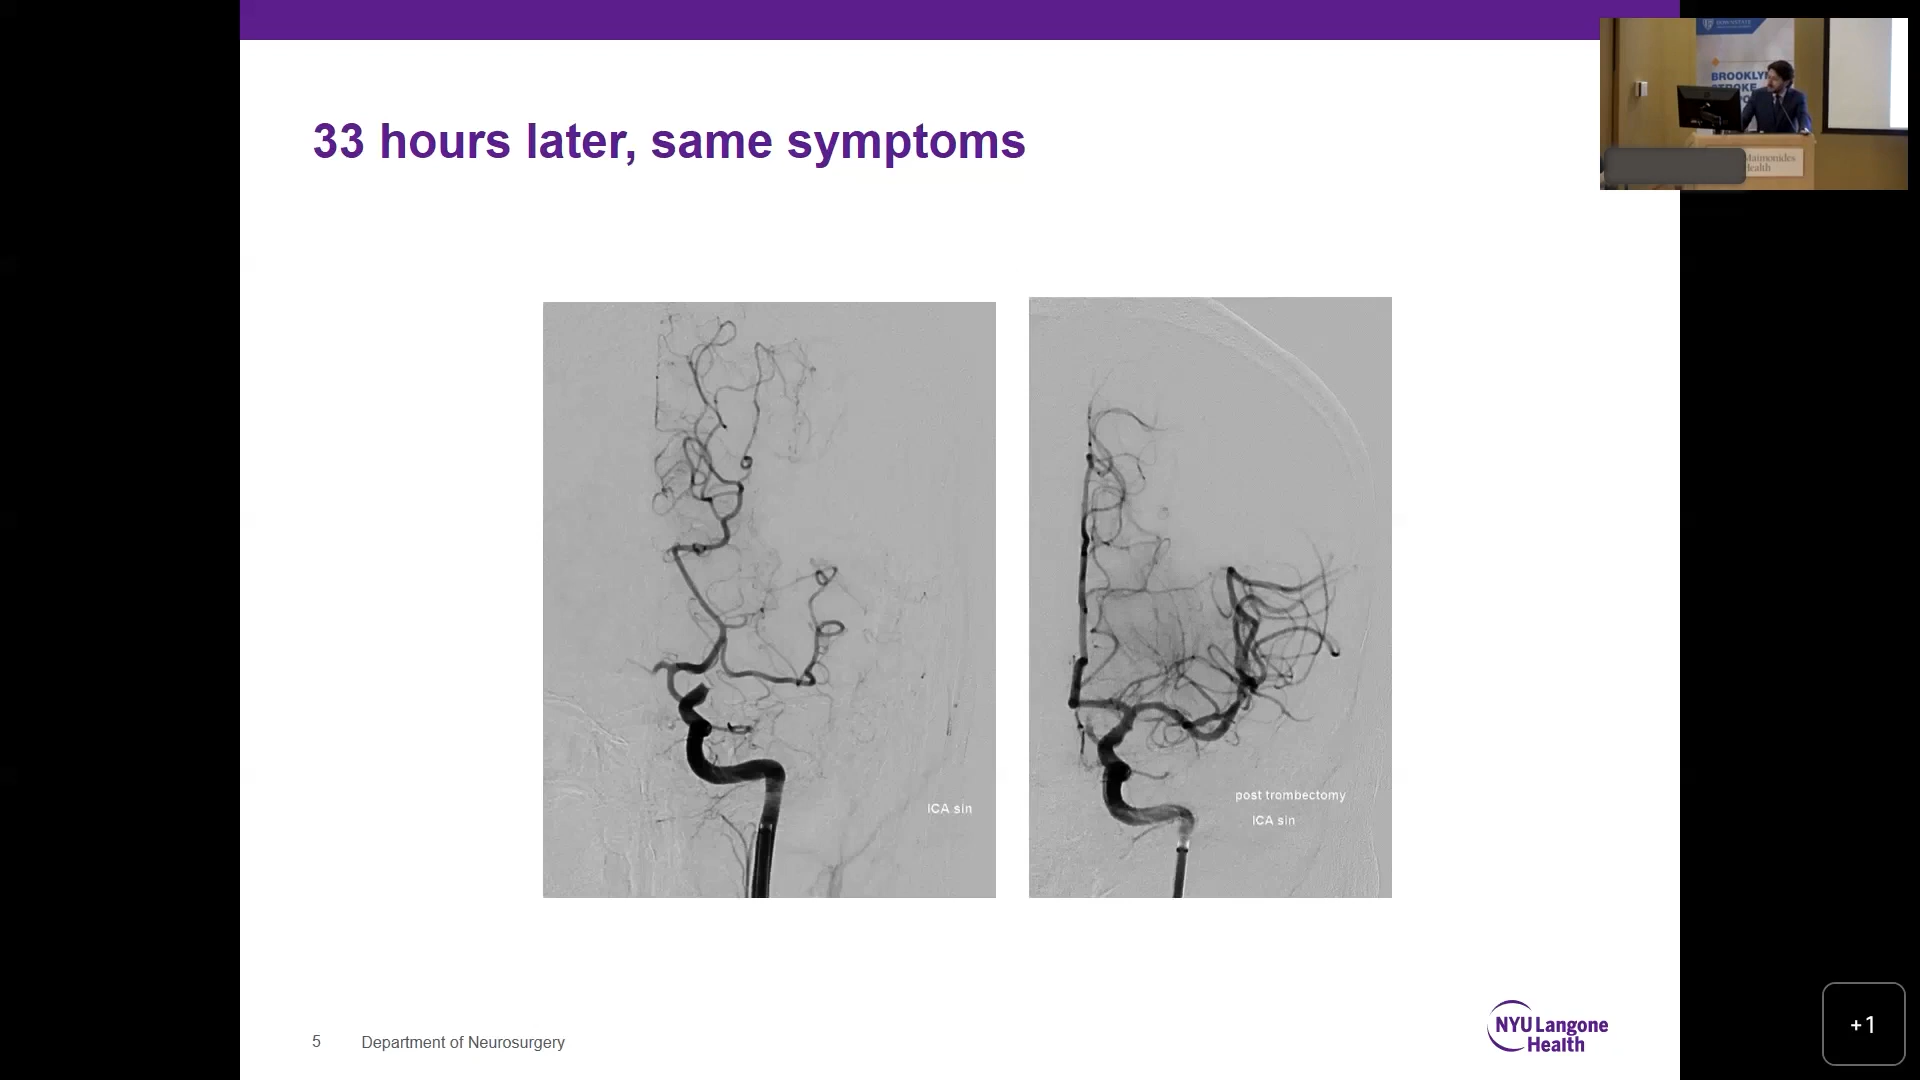 33 hours later, same symptoms
BROOKLYN
STROKE
Maimonides
Health
ICA sin
post trombectomy
ICA sin
5 Department of Neurosurgery
NYU Langone
Health
+1